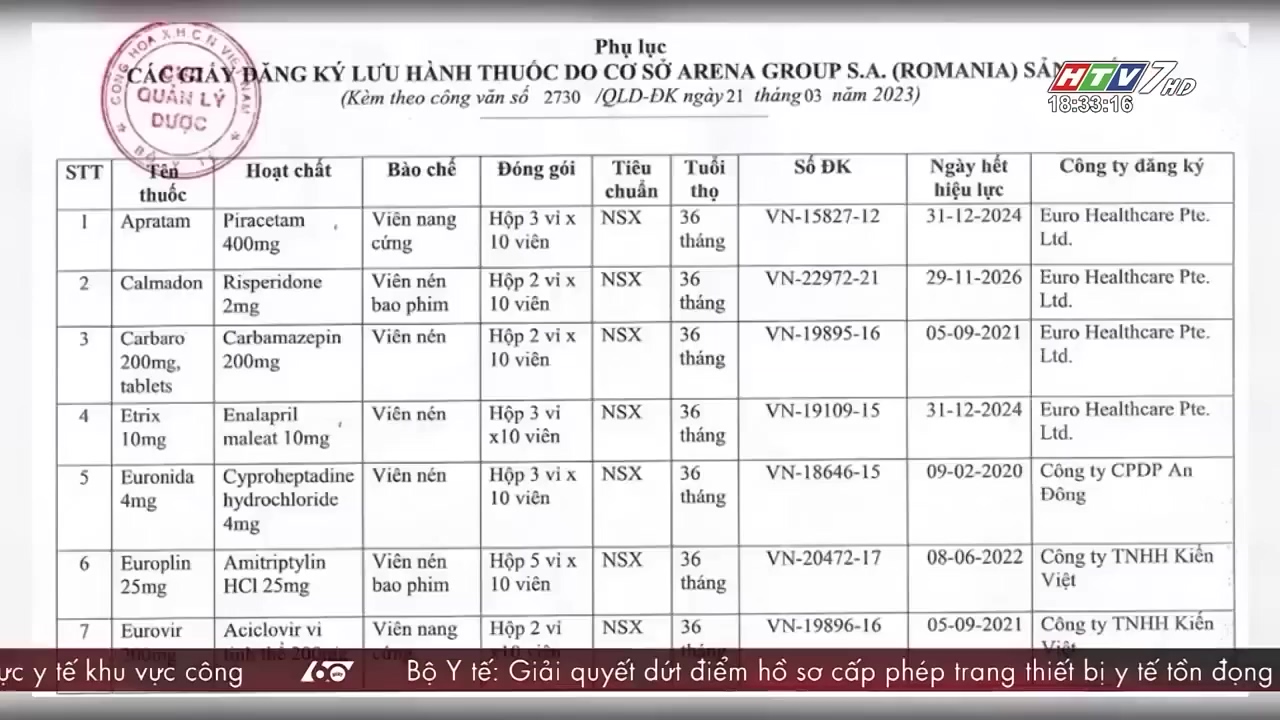 Phụ lục
CÁC GIẤY ĐĂNG KÝ LƯU HÀNH THUỐC DO CƠ SỞ ARENA GROUP S.A. (ROMANIA)
(Kèm theo công văn số 2730 /QLD-ĐK ngày 21 tháng 03 năm 2023)
CỘNG HÒA X.H.C.N VIỆT NAM
CỤC
QUẢN LÝ
DƯỢC
HTV7 HD
18:33:16
STT Tên thuốc Hoạt chất Bào chế Đóng gói Tiêu chuẩn Tuổi thọ Số ĐK Ngày hết hiệu lực Công ty đăng ký
1 Apratam Piracetam 400mg Viên nang cứng Hộp 3 vỉ x 10 viên NSX 36 tháng VN-15827-12 31-12-2024 Euro Healthcare Pte. Ltd.
2 Calmadon Risperidone 2mg Viên nén bao phim Hộp 2 vỉ x 10 viên NSX 36 tháng VN-22972-21 29-11-2026 Euro Healthcare Pte. Ltd.
3 Carbaro 200mg, tablets Carbamazepin 200mg Viên nén Hộp 2 vỉ x 10 viên NSX 36 tháng VN-19895-16 05-09-2021 Euro Healthcare Pte. Ltd.
4 Etrix 10mg Enalapril maleat 10mg Viên nén Hộp 3 vỉ x10 viên NSX 36 tháng VN-19109-15 31-12-2024 Euro Healthcare Pte. Ltd.
5 Euronida 4mg Cyproheptadine hydrochloride 4mg Viên nén Hộp 3 vỉ x 10 viên NSX 36 tháng VN-18646-15 09-02-2020 Công ty CPDP An Đông
6 Europlin 25mg Amitriptylin HCl 25mg Viên nén bao phim Hộp 5 vỉ x 10 viên NSX 36 tháng VN-20472-17 08-06-2022 Công ty TNHH Kiến Việt
7 Eurovir Aciclovir vi Viên nang Hộp 2 vỉ NSX 36 VN-19896-16 05-09-2021 Công ty TNHH Kiến
y tế khu vực công 60 giây Bộ Y tế: Giải quyết dứt điểm hồ sơ cấp phép trang thiết bị y tế tồn đọng